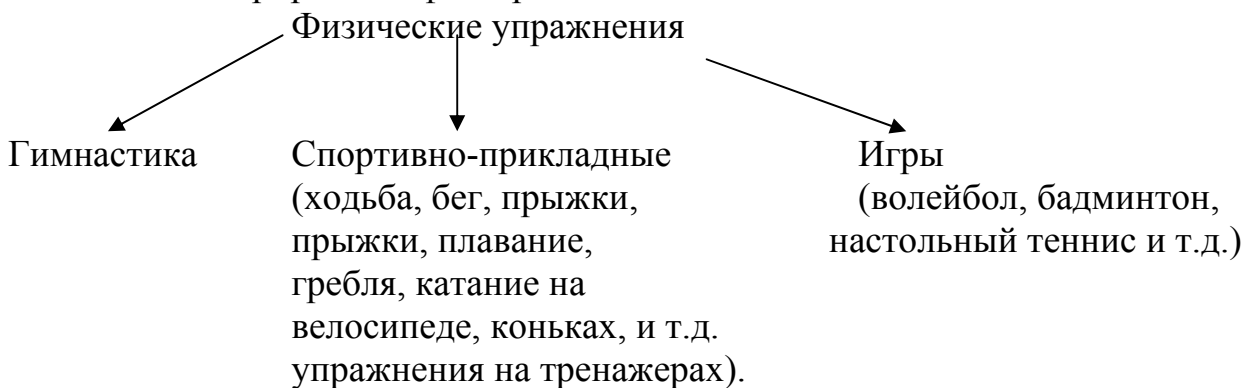 Физические упражнения
Гимнастика
Спортивно-прикладные
(ходьба, бег, прыжки,
прыжки, плавание,
гребля, катание на
велосипеде, коньках, и т.д.
упражнения на тренажерах).
Игры
(волейбол, бадминтон,
настольный теннис и т.д.)